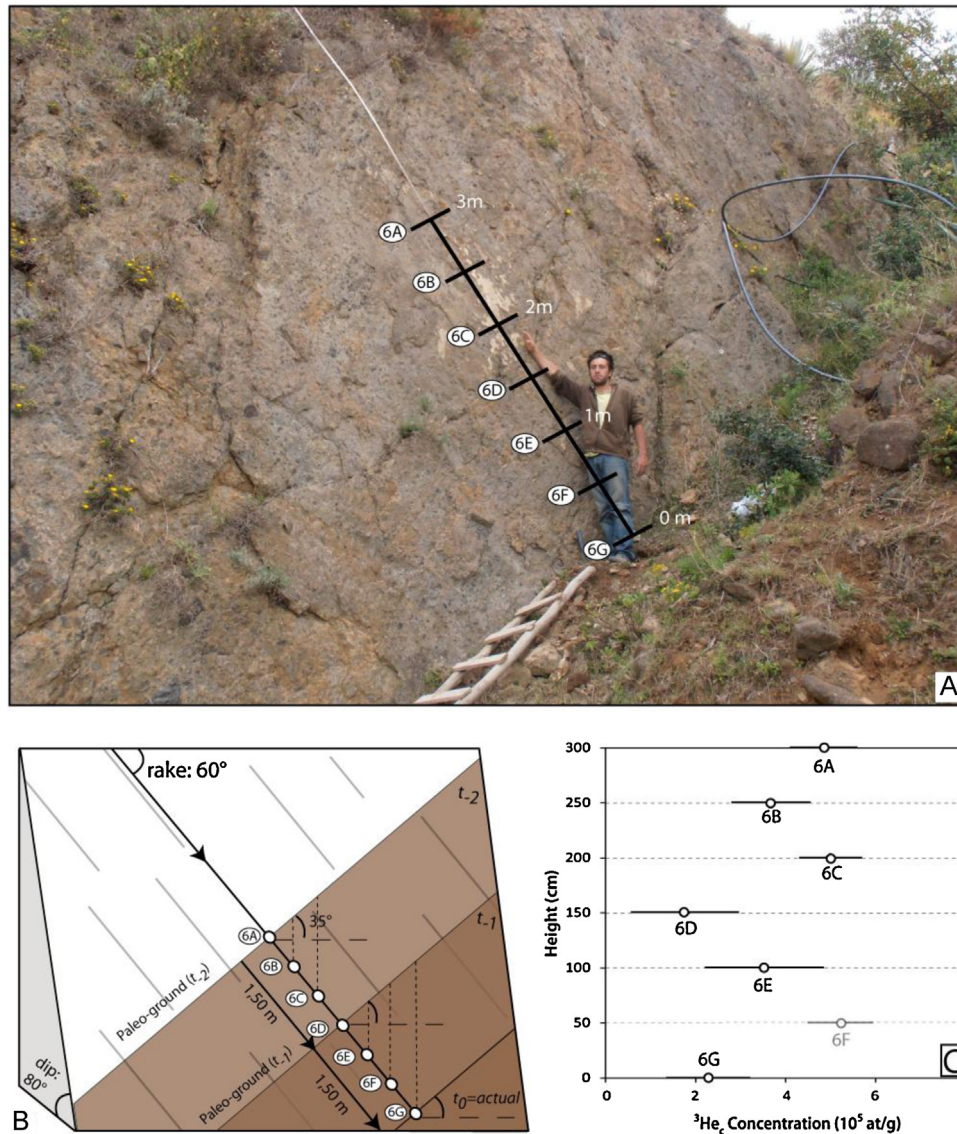 3m
6A
6B
2m
6C
6D
1m
6E
6F
0 m
6G
A
rake: 60°
t-2
t-1
35°
6A
6B
6C
6D
6E
6F
6G
Paleo-ground (t-2)
1,50 m
Paleo-ground (t-1)
1,50 m
t0=actual
dip:
80°
B
300
250
200
150
100
50
0
Height (cm)
6A
6B
6C
6D
6E
6F
6G
C
0 2 4 6
³Hec Concentration (10⁵ at/g)